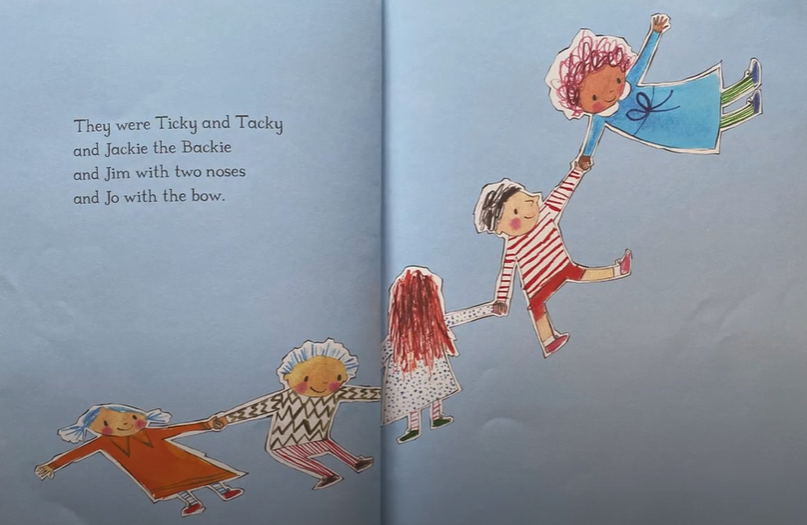 They were Ticky and Tacky
and Jackie the Backie
and Jim with two noses
and Jo with the bow.